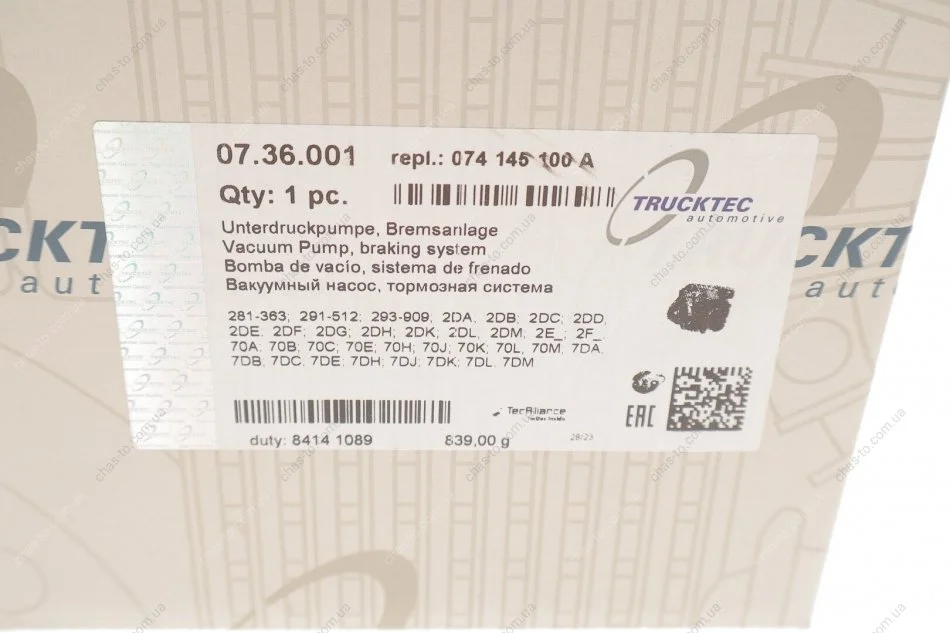 07.36.001 repl.: 074 145 100 A
Qty: 1 pc.
TRUCKTEC
automotive
Unterdruckpumpe, Bremsanlage
Vacuum Pump, braking system
Bomba de vacío, sistema de frenado
Вакуумный насос, тормозная система
281-363; 291-512; 293-909, 2DA, 2DB; 2DC; 2DD,
2DE, 2DF; 2DG; 2DH; 2DK; 2DL, 2DM, 2E_; 2F_
70A; 70B; 70C, 70E; 70H; 70J; 70K; 70L, 70M, 7DA,
7DB, 7DC, 7DE; 7DH; 7DJ; 7DK; 7DL, 7DM
TecAlliance
EAC
duty: 8414 1089 839,00 g 28/23
CKT
aut
CK
aut
chas-to.com.ua